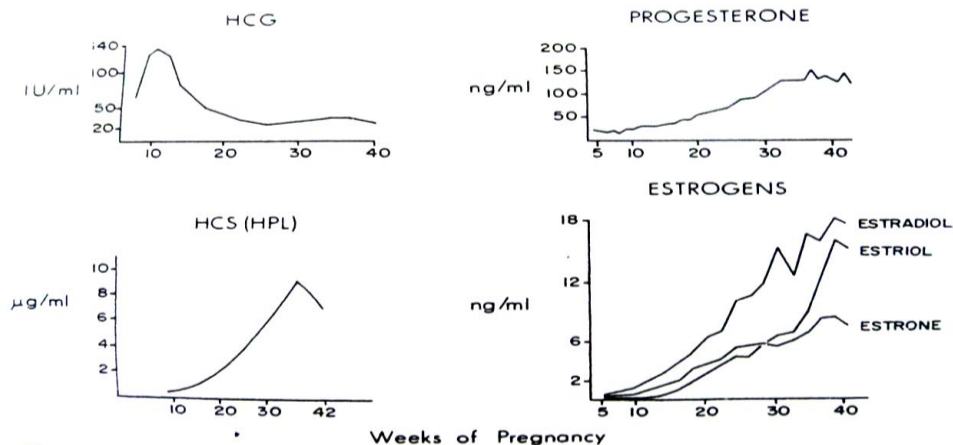 HCG
140
100
50
20
IU/ml
10 20 30 40
PROGESTERONE
200
150
100
50
ng/ml
5 10 20 30 40
HCS (HPL)
10
8
6
4
2
µg/ml
10 20 30 42
ESTROGENS
18
12
6
2
ng/ml
ESTRADIOL
ESTRIOL
ESTRONE
5 10 20 30 40
Weeks of Pregnancy